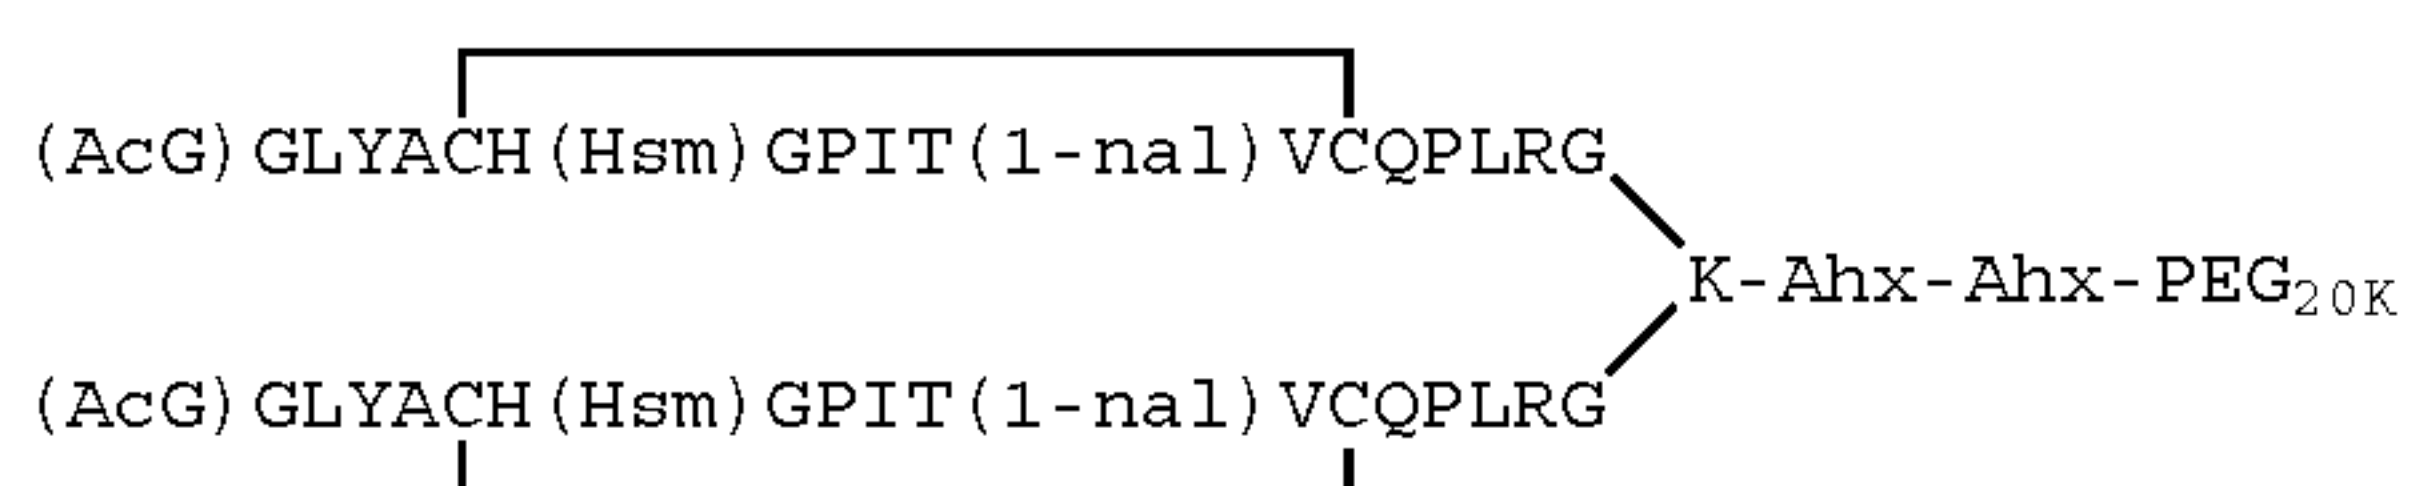 (AcG)GLYACH(Hsm)GPIT(1-nal)VCQPLRG
K-Ahx-Ahx-PEG20K
(AcG)GLYACH(Hsm)GPIT(1-nal)VCQPLRG